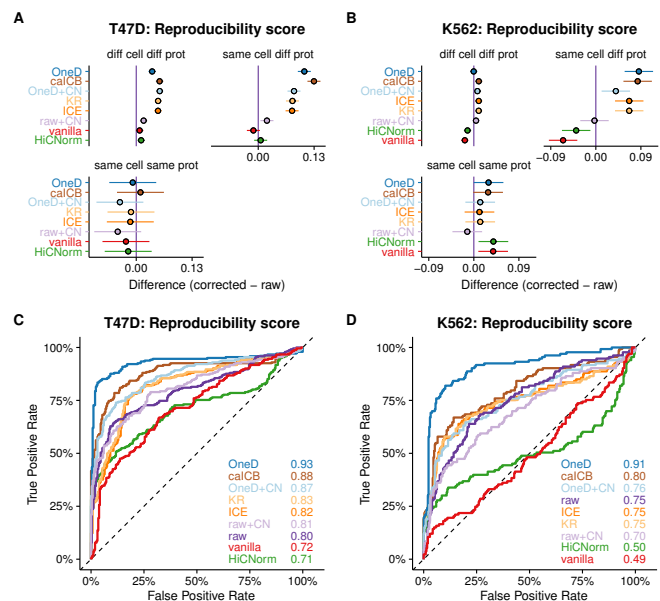 A
T47D: Reproducibility score
diff cell diff prot
same cell diff prot
OneD
caICB
OneD+CN
KR
ICE
raw+CN
vanilla
HiCNorm
0.00
0.13
same cell same prot
OneD
caICB
OneD+CN
KR
ICE
raw+CN
vanilla
HiCNorm
0.00
0.13
Difference (corrected − raw)
B
K562: Reproducibility score
diff cell diff prot
same cell diff prot
OneD
caICB
OneD+CN
KR
ICE
raw+CN
HiCNorm
vanilla
−0.09
0.00
0.09
same cell same prot
OneD
caICB
OneD+CN
ICE
KR
raw+CN
HiCNorm
vanilla
−0.09
0.00
0.09
Difference (corrected − raw)
C
T47D: Reproducibility score
True Positive Rate
100%
75%
50%
25%
0%
OneD 0.93
caICB 0.88
OneD+CN 0.87
KR 0.83
ICE 0.82
raw+CN 0.81
raw 0.80
vanilla 0.72
HiCNorm 0.71
0%
25%
50%
75%
100%
False Positive Rate
D
K562: Reproducibility score
True Positive Rate
100%
75%
50%
25%
0%
OneD 0.91
caICB 0.80
OneD+CN 0.76
raw 0.75
ICE 0.75
KR 0.75
raw+CN 0.70
HiCNorm 0.50
vanilla 0.49
0%
25%
50%
75%
100%
False Positive Rate